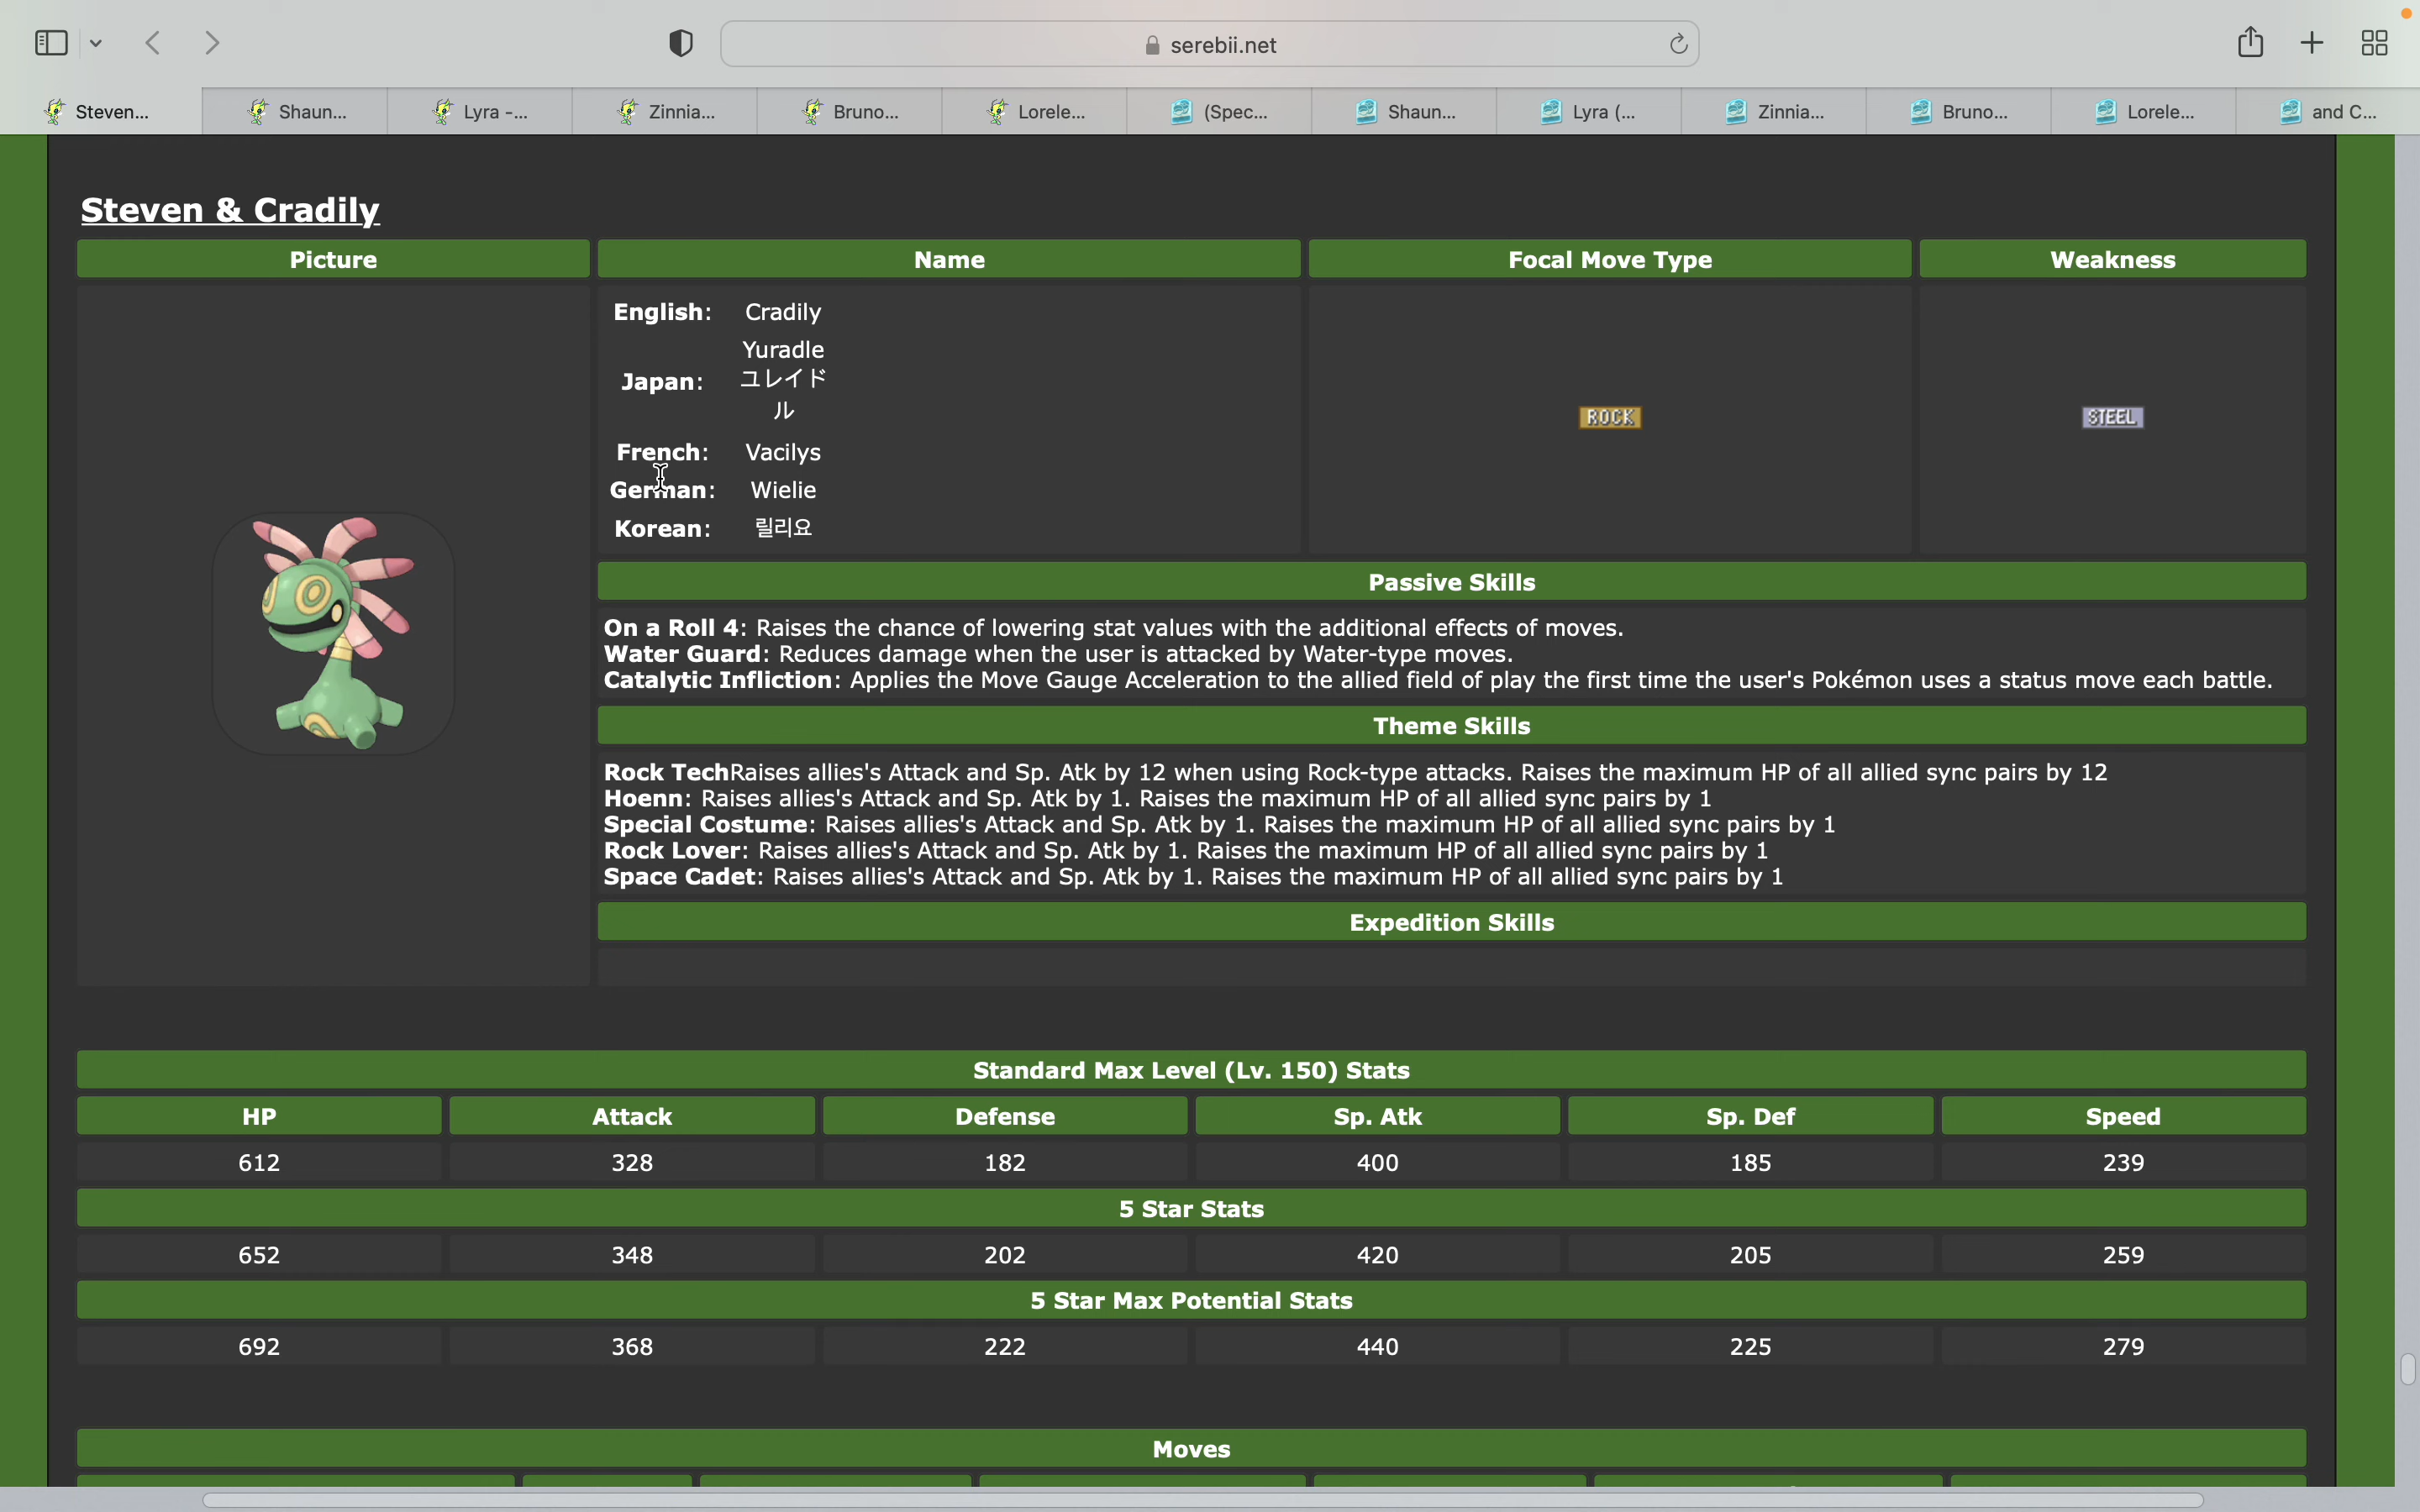 serebii.net
Steven...
Shaun...
Lyra -...
Zinnia...
Bruno...
Lorele...
(Spec...
Shaun...
Lyra (...
Zinnia...
Bruno...
Lorele...
and C...
Steven & Cradily
Picture
Name
Focal Move Type
Weakness
English: Cradily
Japan: Yuradle
ユレイド
ル
French: Vacilys
German: Wielie
Korean: 릴리요
ROCK
STEEL
Passive Skills
On a Roll 4: Raises the chance of lowering stat values with the additional effects of moves.
Water Guard: Reduces damage when the user is attacked by Water-type moves.
Catalytic Infliction: Applies the Move Gauge Acceleration to the allied field of play the first time the user's Pokémon uses a status move each battle.
Theme Skills
Rock TechRaises allies's Attack and Sp. Atk by 12 when using Rock-type attacks. Raises the maximum HP of all allied sync pairs by 12
Hoenn: Raises allies's Attack and Sp. Atk by 1. Raises the maximum HP of all allied sync pairs by 1
Special Costume: Raises allies's Attack and Sp. Atk by 1. Raises the maximum HP of all allied sync pairs by 1
Rock Lover: Raises allies's Attack and Sp. Atk by 1. Raises the maximum HP of all allied sync pairs by 1
Space Cadet: Raises allies's Attack and Sp. Atk by 1. Raises the maximum HP of all allied sync pairs by 1
Expedition Skills
Standard Max Level (Lv. 150) Stats
HP Attack Defense Sp. Atk Sp. Def Speed
612 328 182 400 185 239
5 Star Stats
652 348 202 420 205 259
5 Star Max Potential Stats
692 368 222 440 225 279
Moves